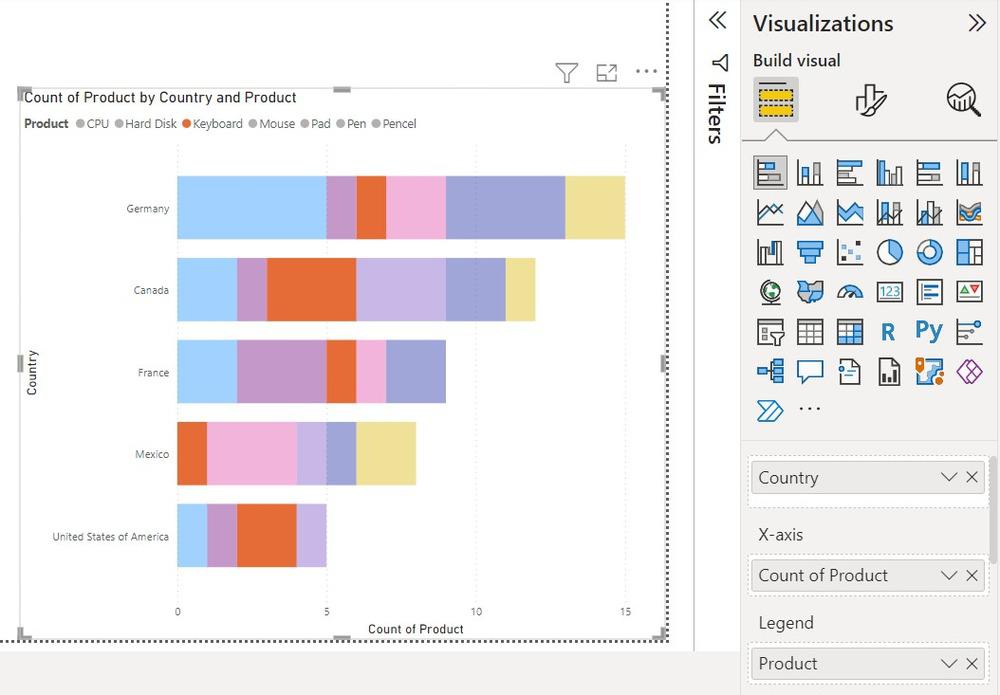 Count of Product by Country and Product
Product CPU Hard Disk Keyboard Mouse Pad Pen Pencel
Country
Germany
Canada
France
Mexico
United States of America
0 5 10 15
Count of Product
Filters
Visualizations
Build visual
123
R Py
Country
X-axis
Count of Product
Legend
Product